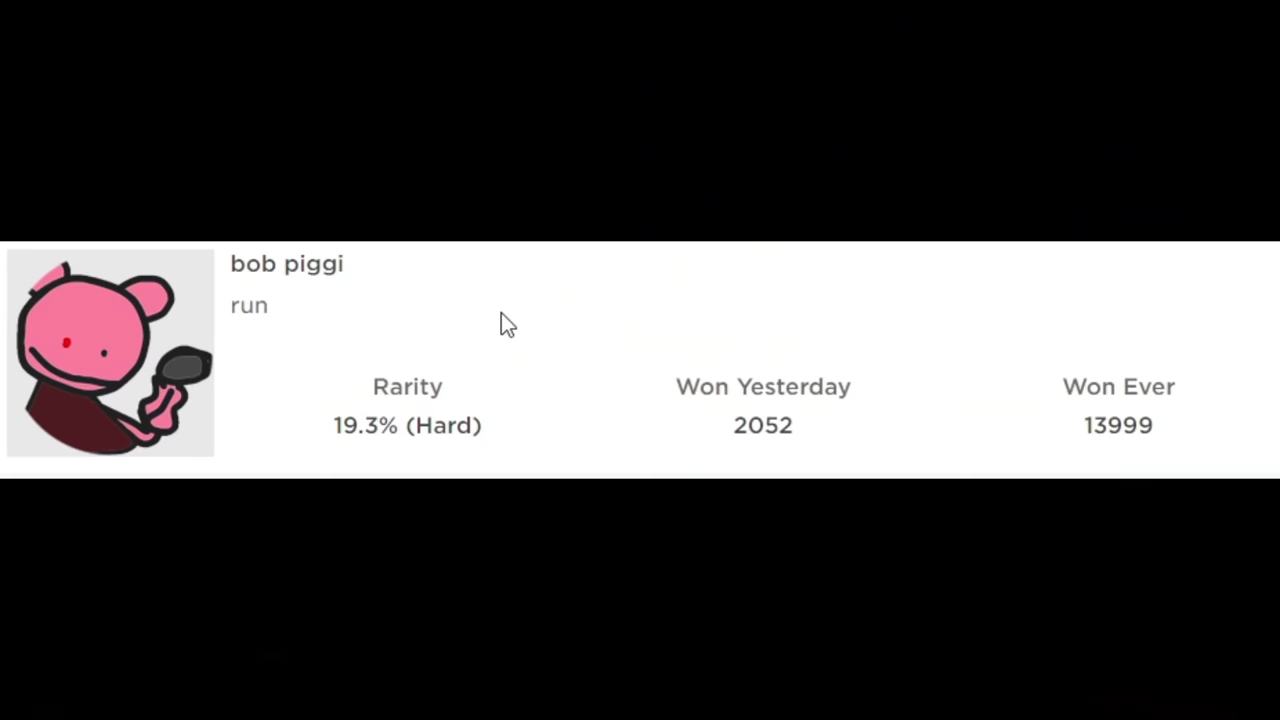 bob piggi
run
Rarity Won Yesterday Won Ever
19.3% (Hard) 2052 13999